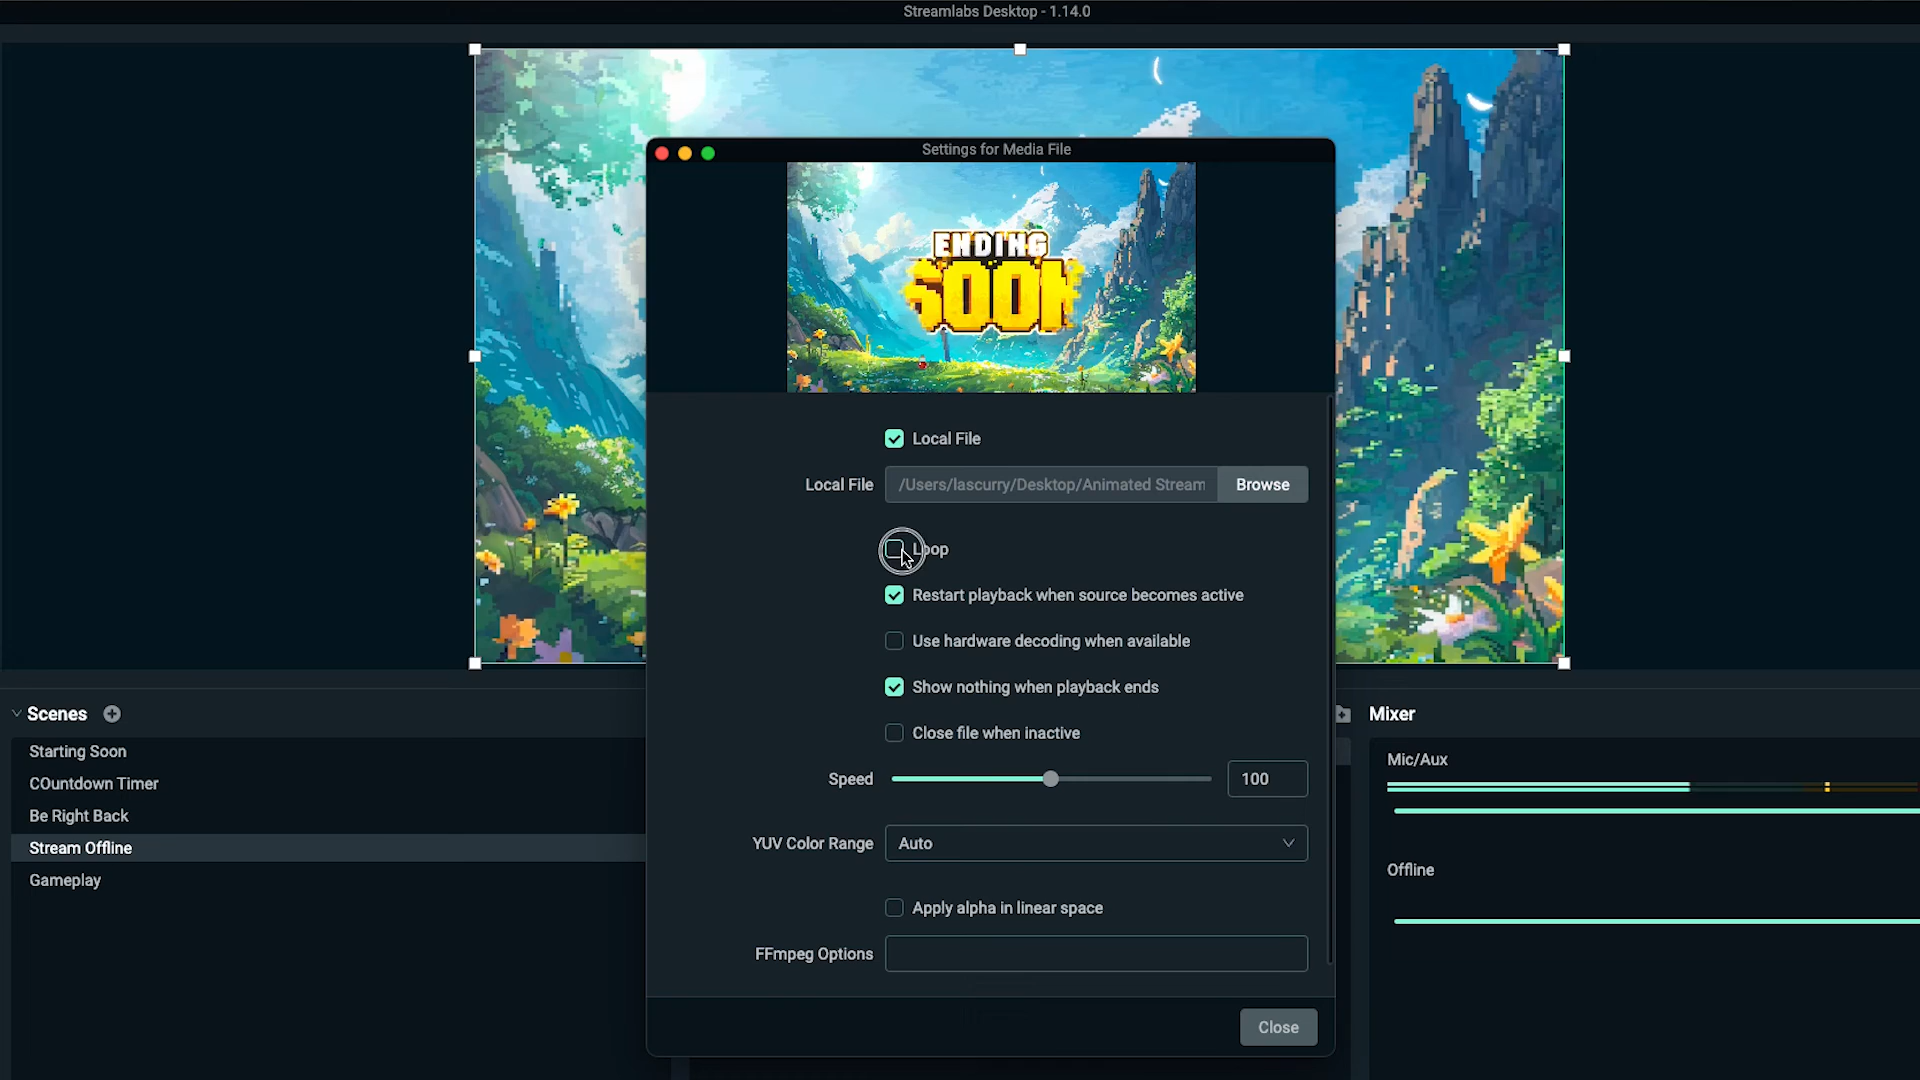 Streamlabs Desktop - 1.14.0
Settings for Media File
ENDING
SOON
Local File
Local File /Users/lascurry/Desktop/Animated Stream Browse
Loop
Restart playback when source becomes active
Use hardware decoding when available
Show nothing when playback ends
Close file when inactive
Speed 100
YUV Color Range Auto
Apply alpha in linear space
FFmpeg Options
Close
Scenes
Starting Soon
COuntdown Timer
Be Right Back
Stream Offline
Gameplay
Mixer
Mic/Aux
Offline